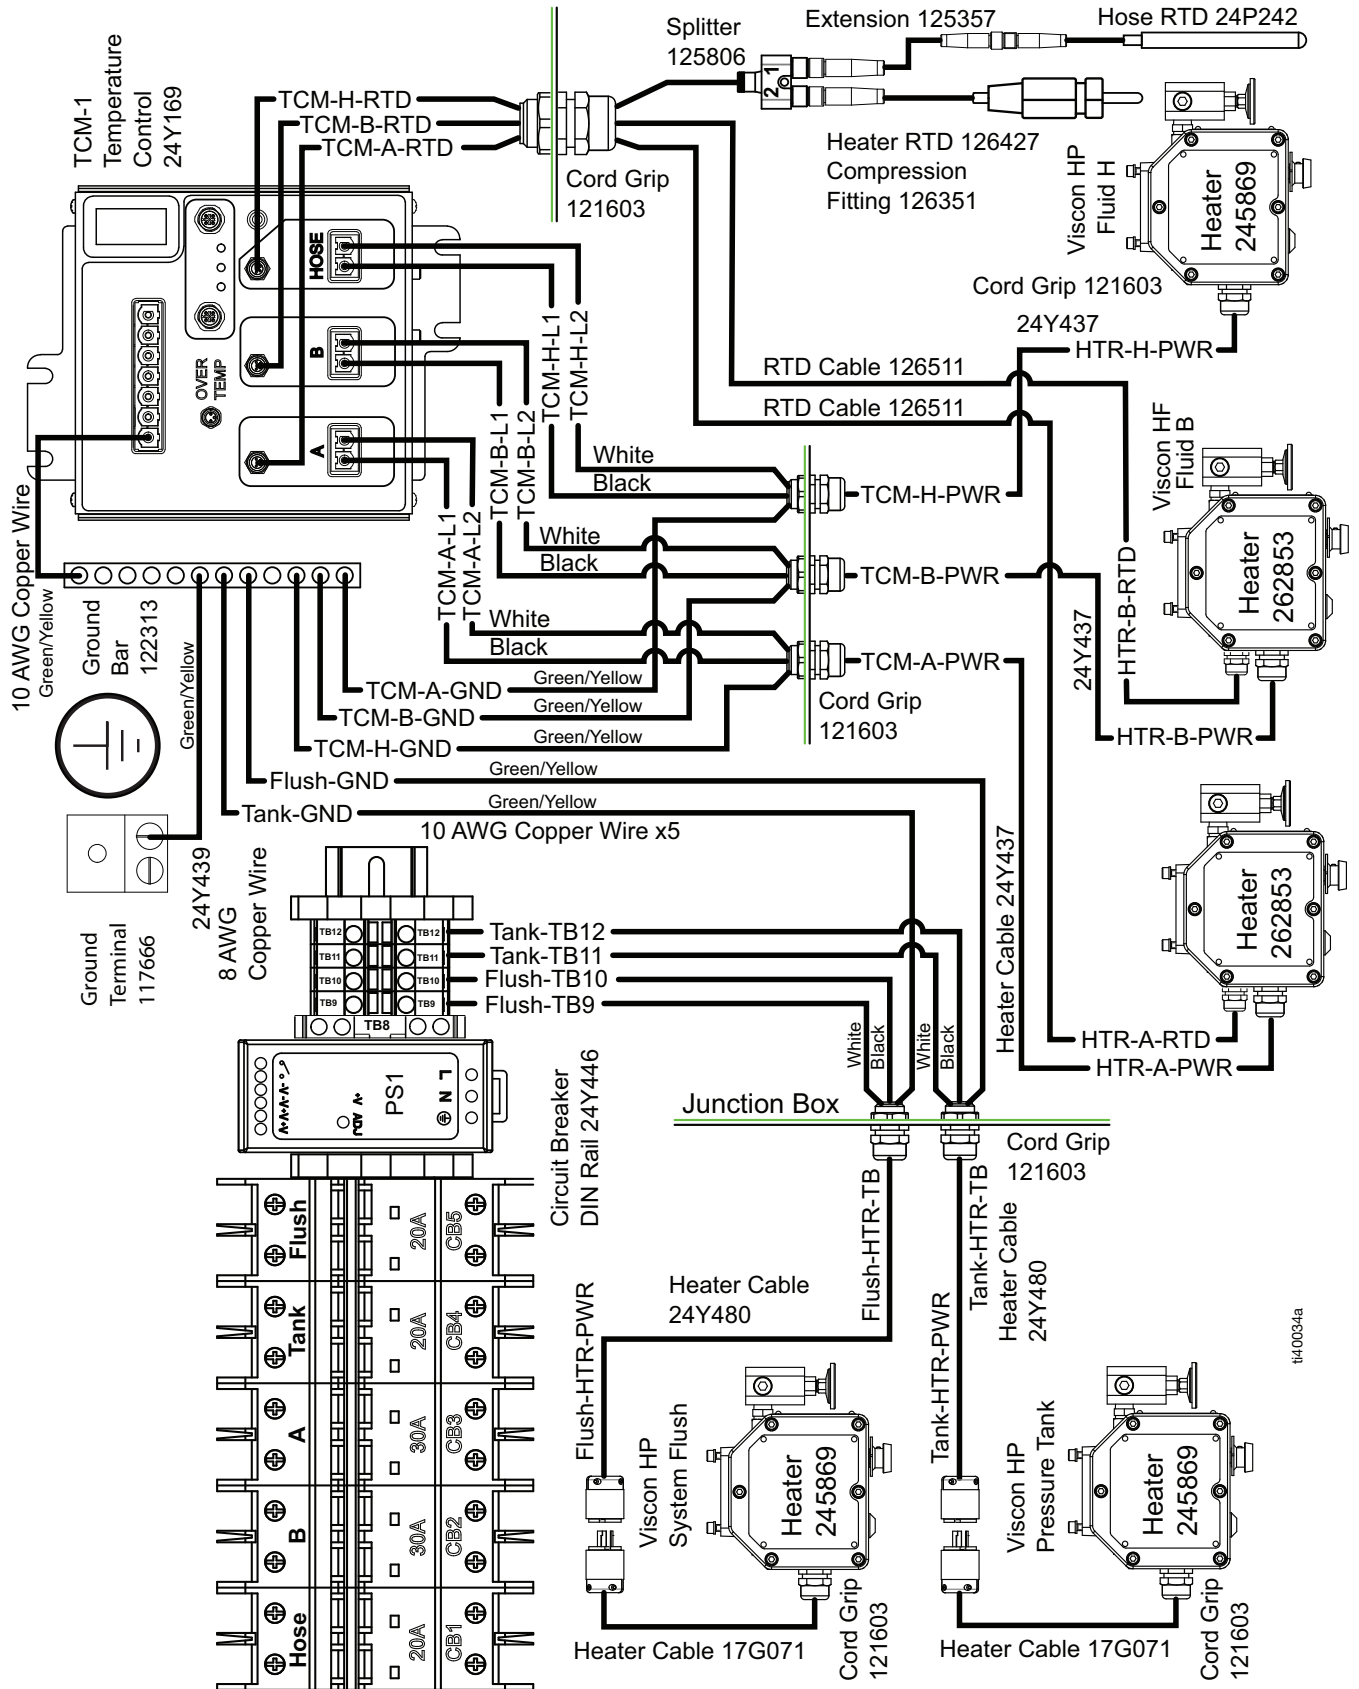 TCM-1
Temperature
Control
24Y169
TCM-H-RTD
TCM-B-RTD
TCM-A-RTD
Cord Grip
121603
Splitter
125806
2 1
Extension 125357
Hose RTD 24P242
Heater RTD 126427
Compression
Fitting 126351
Viscon HP
Fluid H
Heater
245869
Cord Grip 121603
24Y437
HTR-H-PWR
HOSE
B
A
OVER
TEMP
TCM-H-L1
TCM-H-L2
TCM-B-L1
TCM-B-L2
TCM-A-L1
TCM-A-L2
RTD Cable 126511
RTD Cable 126511
White
Black
TCM-H-PWR
White
Black
TCM-B-PWR
White
Black
TCM-A-PWR
Cord Grip
121603
Viscon HF
Fluid B
Heater
262853
HTR-B-RTD
24Y437
HTR-B-PWR
10 AWG Copper Wire
Green/Yellow
Ground
Bar
122313
Green/Yellow
TCM-A-GND
Green/Yellow
TCM-B-GND
Green/Yellow
TCM-H-GND
Green/Yellow
Flush-GND
Green/Yellow
Tank-GND
Green/Yellow
10 AWG Copper Wire x5
Ground
Terminal
117666
24Y439
8 AWG
Copper Wire
Heater Cable 24Y437
Heater
262853
HTR-A-RTD
HTR-A-PWR
TB12
TB12
Tank-TB12
TB11
TB11
Tank-TB11
TB10
TB10
Flush-TB10
TB9
TB9
Flush-TB9
TB8
White
Black
White
Black
-V-V+V+V
+V ADJ
PS1
L
N
Circuit Breaker
DIN Rail 24Y446
Junction Box
Cord Grip
121603
Flush-HTR-TB
Tank-HTR-TB
Heater Cable
24Y480
Heater Cable
24Y480
Flush
20A
CB5
Tank
20A
CB4
A
30A
CB3
B
30A
CB2
Hose
20A
CB1
Flush-HTR-PWR
Viscon HP
System Flush
Heater
245869
Cord Grip
121603
Heater Cable 17G071
Tank-HTR-PWR
Viscon HP
Pressure Tank
Heater
245869
Cord Grip
121603
Heater Cable 17G071
ti40034a